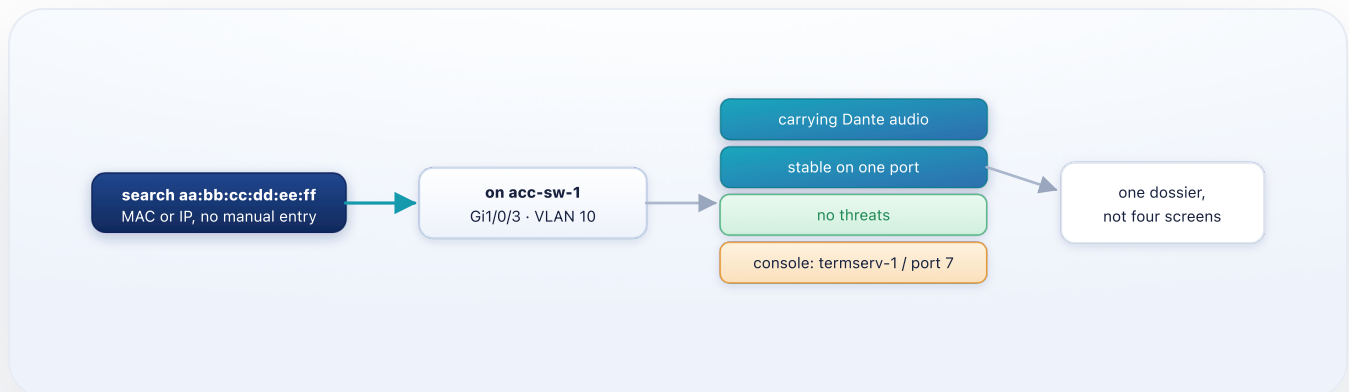 search aa:bb:cc:dd:ee:ff
MAC or IP, no manual entry
on acc-sw-1
Gi1/0/3 · VLAN 10
carrying Dante audio
stable on one port
no threats
console: termserv-1 / port 7
one dossier,
not four screens